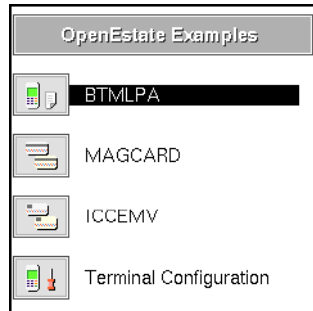 OpenEstate Examples
BTMLPA
MAGCARD
ICCEMV
Terminal Configuration